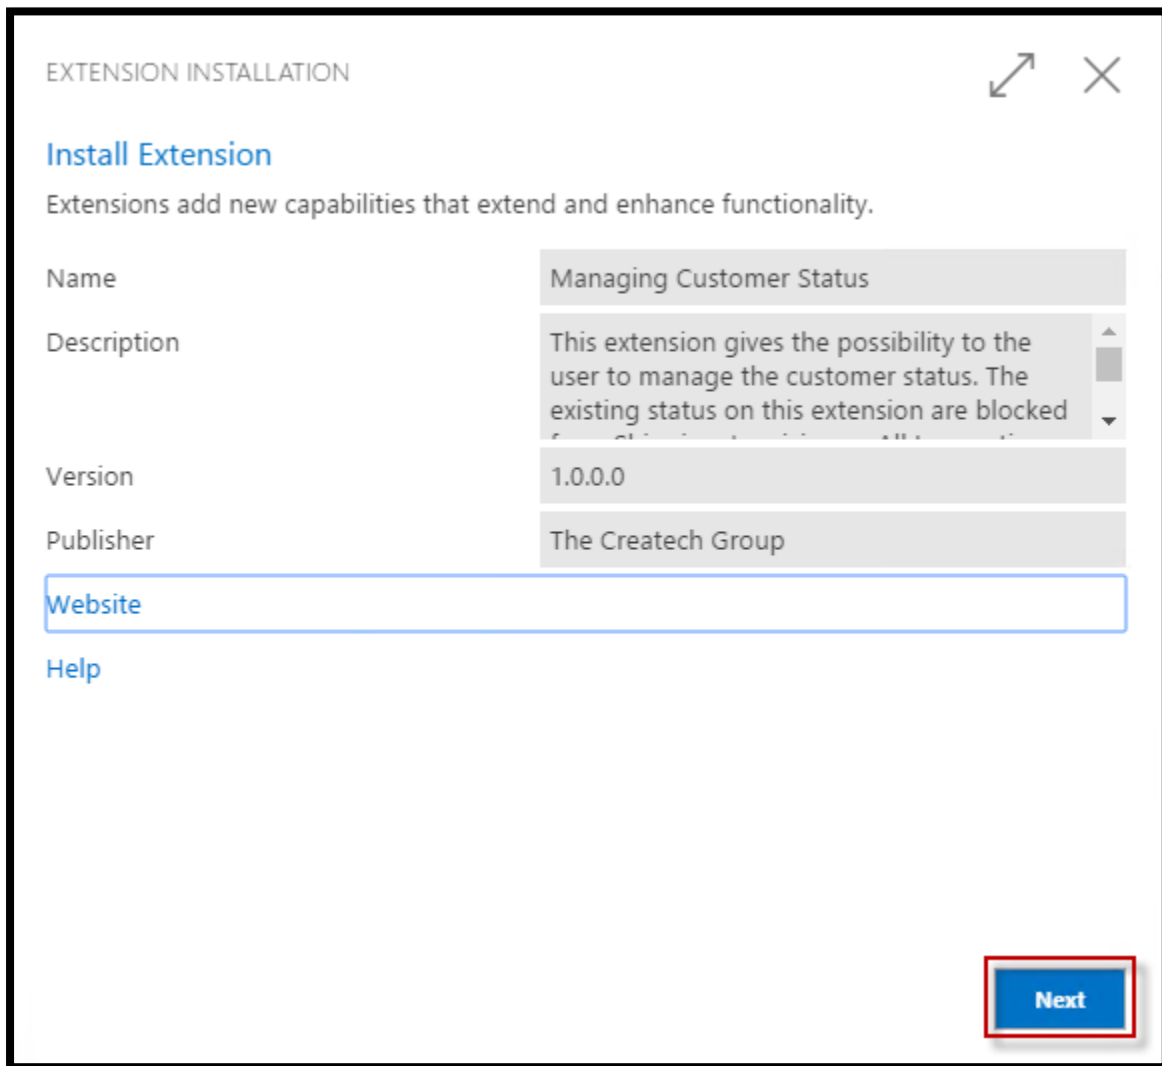 EXTENSION INSTALLATION
Install Extension
Extensions add new capabilities that extend and enhance functionality.
Name
Managing Customer Status
Description
This extension gives the possibility to the
user to manage the customer status. The
existing status on this extension are blocked
Version
1.0.0.0
Publisher
The Createch Group
Website
Help
Next